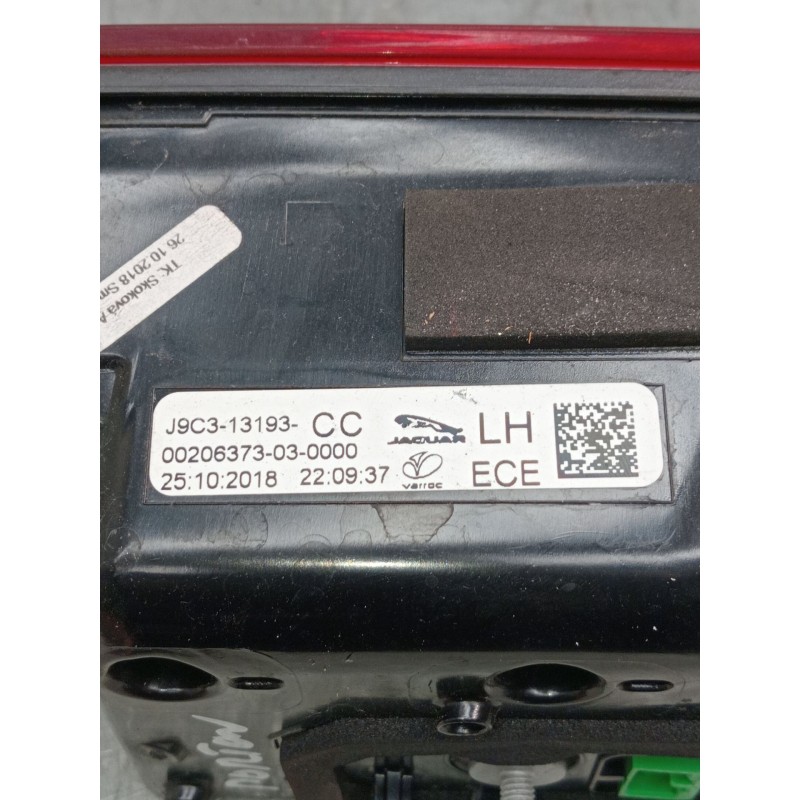 TK: Skokova
26.10.2018
J9C3-13193- CC
JAGUAR
LH
00206373-03-0000
25:10:2018 22:09:37
varroc
ECE